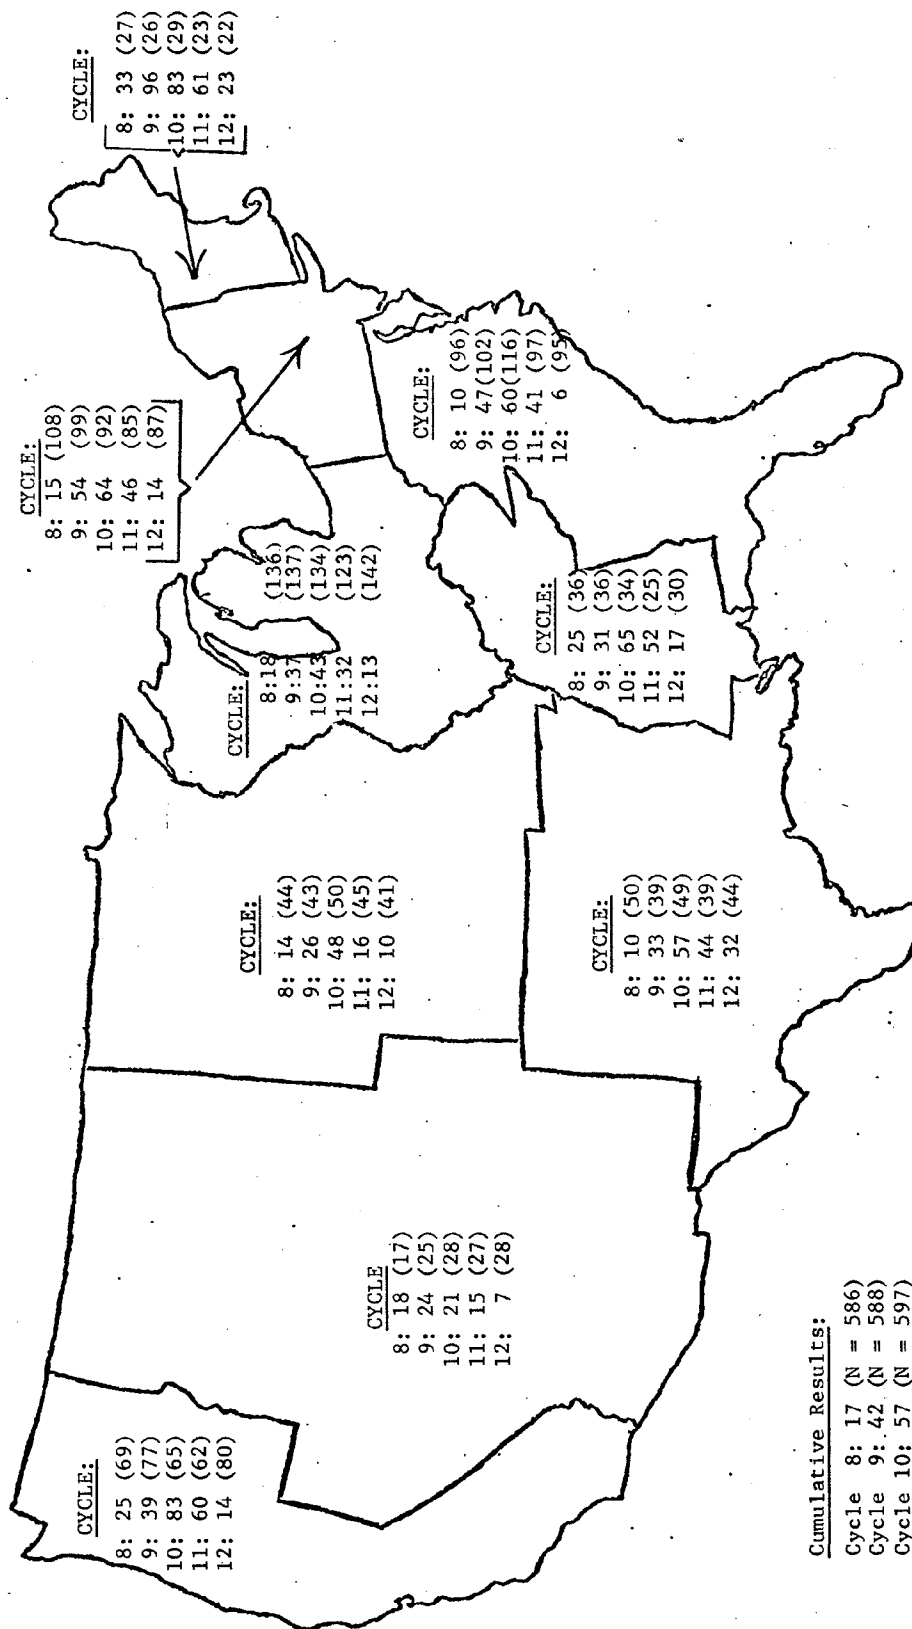 CYCLE:
8: 25 (69)
9: 39 (77)
10: 83 (65)
11: 60 (62)
12: 14 (80)
CYCLE
8: 18 (17)
9: 24 (25)
10: 21 (28)
11: 15 (27)
12: 7 (28)
CYCLE:
8: 14 (44)
9: 26 (43)
10: 48 (50)
11: 16 (45)
12: 10 (41)
CYCLE:
8: 10 (50)
9: 33 (39)
10: 57 (49)
11: 44 (39)
12: 32 (44)
CYCLE:
8:18 (136)
9:37 (137)
10:43 (134)
11:32 (123)
12:13 (142)
CYCLE:
8: 25 (36)
9: 31 (36)
10: 65 (34)
11: 52 (25)
12: 17 (30)
CYCLE:
8: 15 (108)
9: 54 (99)
10: 64 (92)
11: 46 (85)
12: 14 (87)
CYCLE:
8: 10 (96)
9: 47(102)
10: 60(116)
11: 41 (97)
12: 6 (95)
CYCLE:
8: 33 (27)
9: 96 (26)
10: 83 (29)
11: 61 (23)
12: 23 (22)
Cumulative Results:
Cycle 8: 17 (N = 586)
Cycle 9: 42 (N = 588)
Cycle 10: 57 (N = 597)